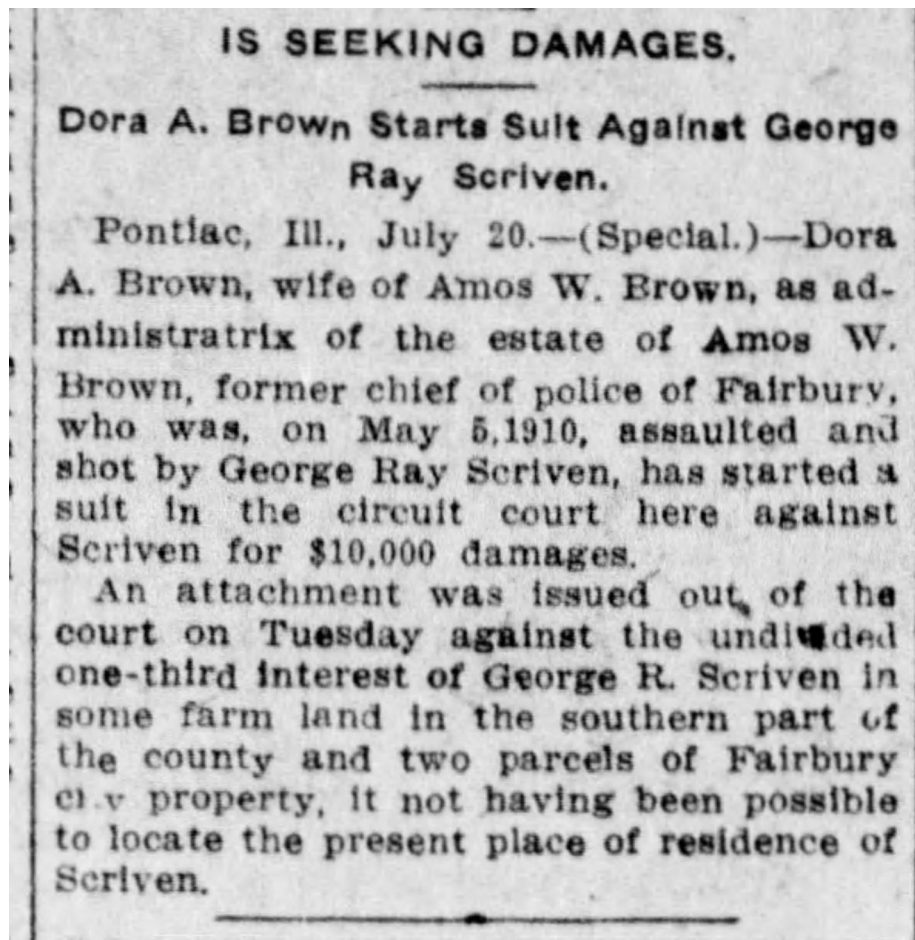 IS SEEKING DAMAGES.
Dora A. Brown Starts Suit Against George
Ray Scriven.
Pontiac, Ill., July 20.—(Special.)—Dora
A. Brown, wife of Amos W. Brown, as ad-
ministratrix of the estate of Amos W.
Brown, former chief of police of Fairbury,
who was, on May 5,1910, assaulted and
shot by George Ray Scriven, has started a
suit in the circuit court here against
Scriven for $10,000 damages.
An attachment was issued out of the
court on Tuesday against the undivided
one-third interest of George R. Scriven in
some farm land in the southern part of
the county and two parcels of Fairbury
property, it not having been possible
to locate the present place of residence of
Scriven.